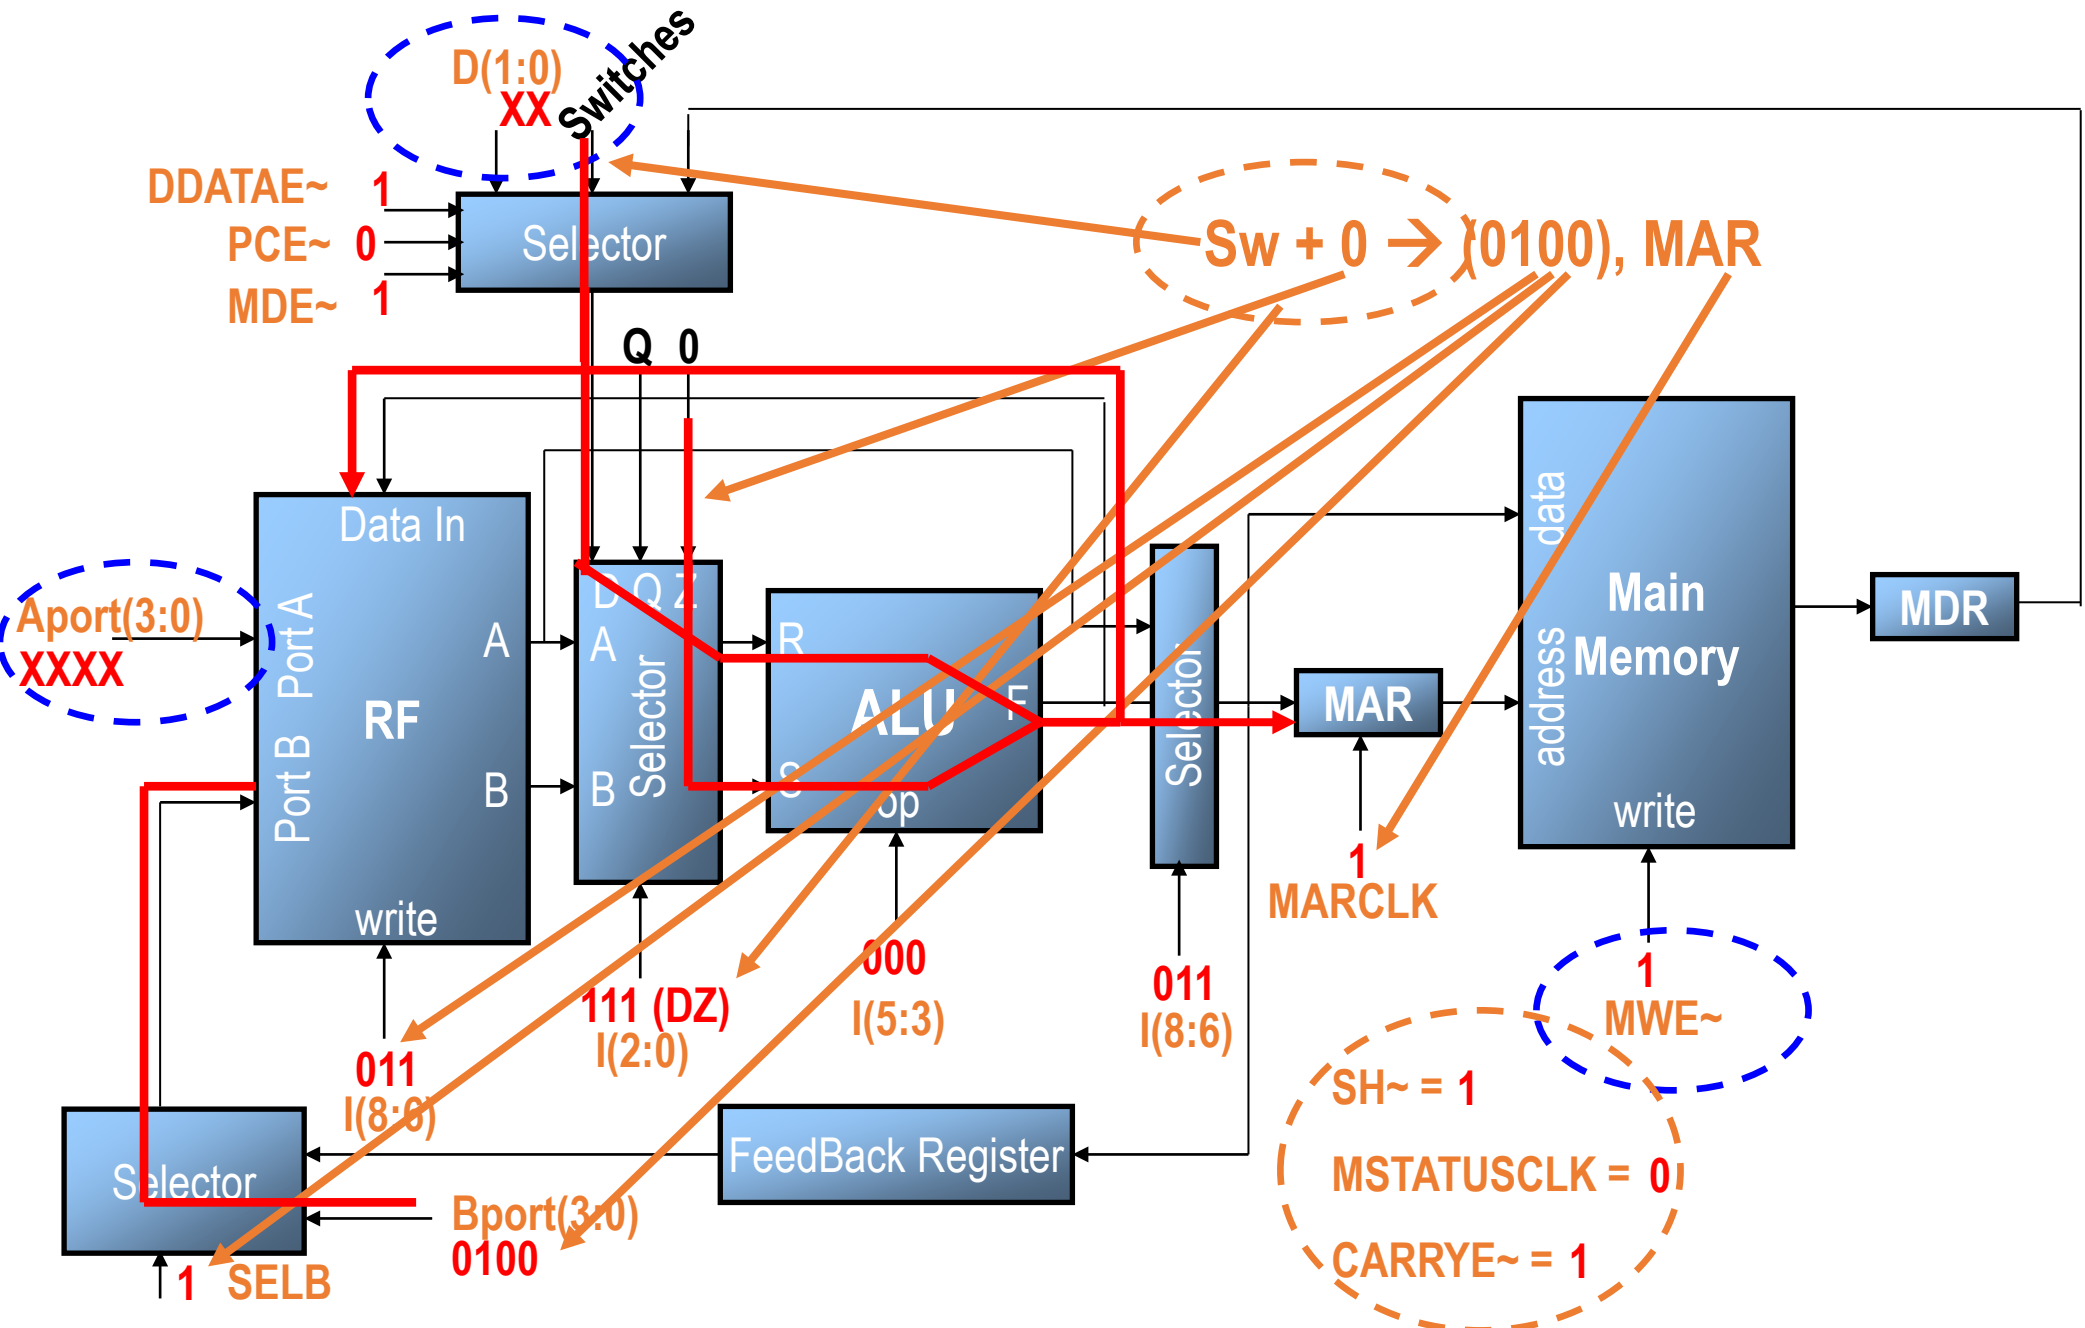 D(1:0)
XX
Switches
DDATAE~ 1
PCE~ 0
MDE~ 1
Selector
Sw + 0 → (0100), MAR
Q 0
Data In
Port A
Port B
A
B
RF
write
Aport(3:0)
XXXX
D Q Z
A
B
Selector
R
S
F
ALU
op
Selector
MAR
data
address
Main
Memory
write
MDR
1
MARCLK
000
I(5:3)
011
I(8:6)
1
MWE~
111 (DZ)
I(2:0)
011
I(8:6)
SH~ = 1
MSTATUSCLK = 0
CARRYE~ = 1
Selector
FeedBack Register
Bport(3:0)
0100
1 SELB